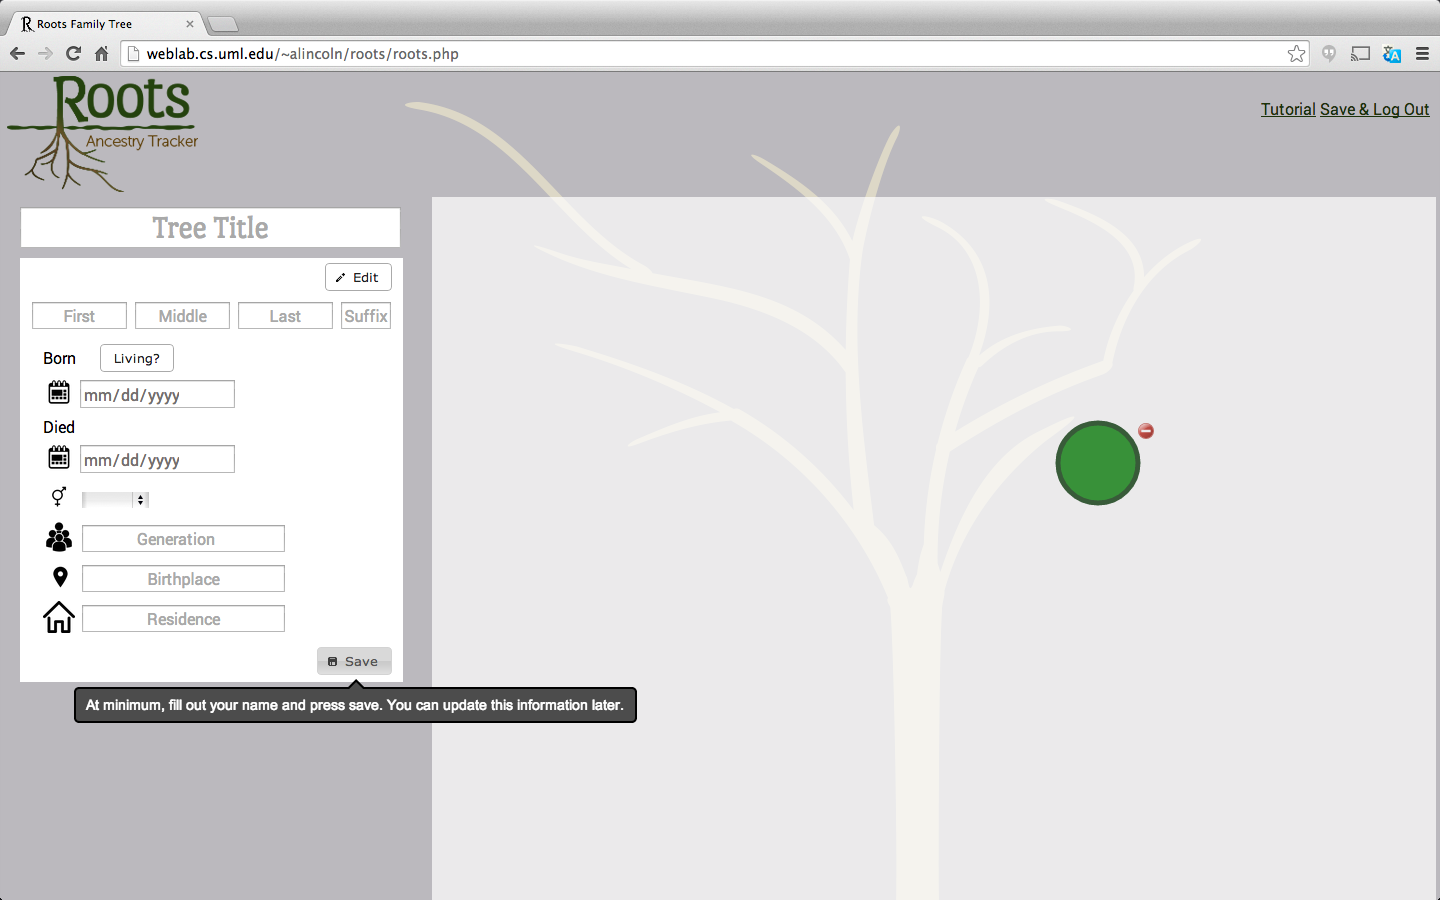 Roots Family Tree
weblab.cs.uml.edu/~alincoln/roots/roots.php
Roots
Ancestry Tracker
Tutorial Save & Log Out
Tree Title
Edit
First Middle Last Suffix
Born Living?
mm/dd/yyyy
Died
mm/dd/yyyy
Generation
Birthplace
Residence
Save
At minimum, fill out your name and press save. You can update this information later.